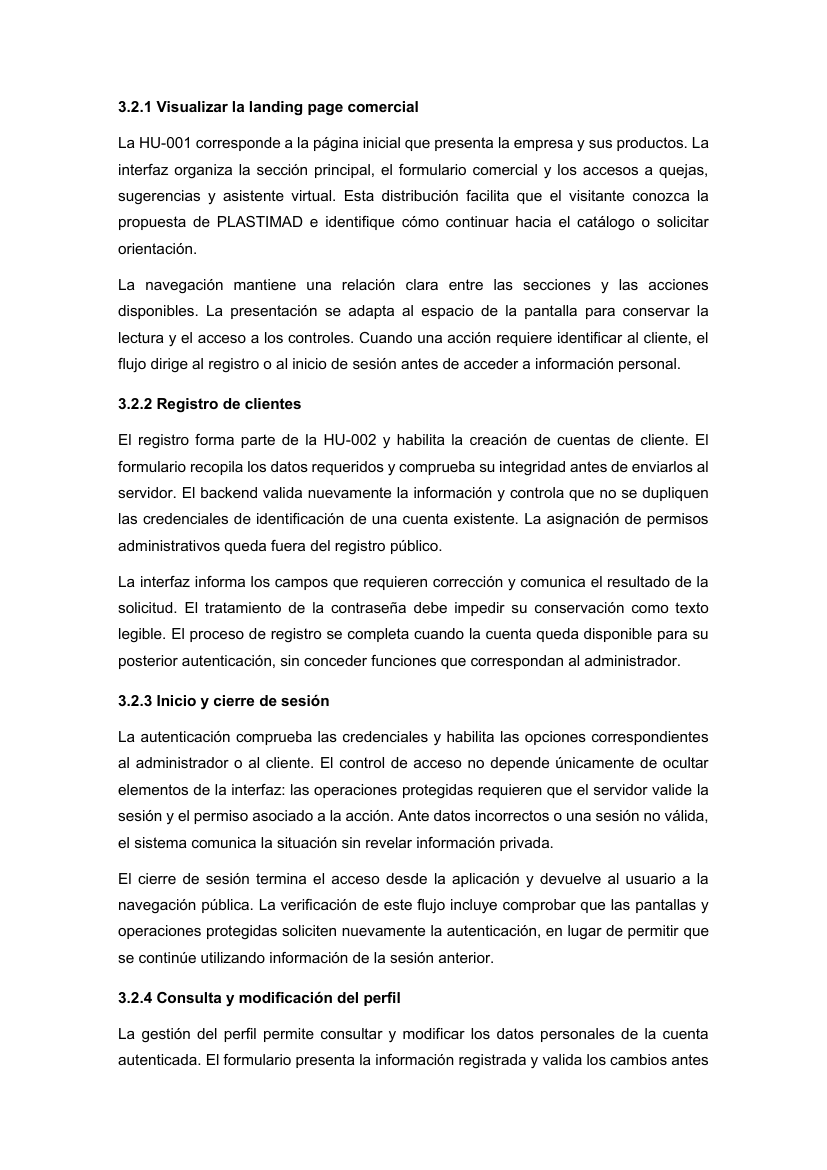 3.2.1 Visualizar la landing page comercial
La HU-001 corresponde a la página inicial que presenta la empresa y sus productos. La
interfaz organiza la sección principal, el formulario comercial y los accesos a quejas,
sugerencias y asistente virtual. Esta distribución facilita que el visitante conozca la
propuesta de PLASTIMAD e identifique cómo continuar hacia el catálogo o solicitar
orientación.
La navegación mantiene una relación clara entre las secciones y las acciones
disponibles. La presentación se adapta al espacio de la pantalla para conservar la
lectura y el acceso a los controles. Cuando una acción requiere identificar al cliente, el
flujo dirige al registro o al inicio de sesión antes de acceder a información personal.
3.2.2 Registro de clientes
El registro forma parte de la HU-002 y habilita la creación de cuentas de cliente. El
formulario recopila los datos requeridos y comprueba su integridad antes de enviarlos al
servidor. El backend valida nuevamente la información y controla que no se dupliquen
las credenciales de identificación de una cuenta existente. La asignación de permisos
administrativos queda fuera del registro público.
La interfaz informa los campos que requieren corrección y comunica el resultado de la
solicitud. El tratamiento de la contraseña debe impedir su conservación como texto
legible. El proceso de registro se completa cuando la cuenta queda disponible para su
posterior autenticación, sin conceder funciones que correspondan al administrador.
3.2.3 Inicio y cierre de sesión
La autenticación comprueba las credenciales y habilita las opciones correspondientes
al administrador o al cliente. El control de acceso no depende únicamente de ocultar
elementos de la interfaz: las operaciones protegidas requieren que el servidor valide la
sesión y el permiso asociado a la acción. Ante datos incorrectos o una sesión no válida,
el sistema comunica la situación sin revelar información privada.
El cierre de sesión termina el acceso desde la aplicación y devuelve al usuario a la
navegación pública. La verificación de este flujo incluye comprobar que las pantallas y
operaciones protegidas soliciten nuevamente la autenticación, en lugar de permitir que
se continúe utilizando información de la sesión anterior.
3.2.4 Consulta y modificación del perfil
La gestión del perfil permite consultar y modificar los datos personales de la cuenta
autenticada. El formulario presenta la información registrada y valida los cambios antes